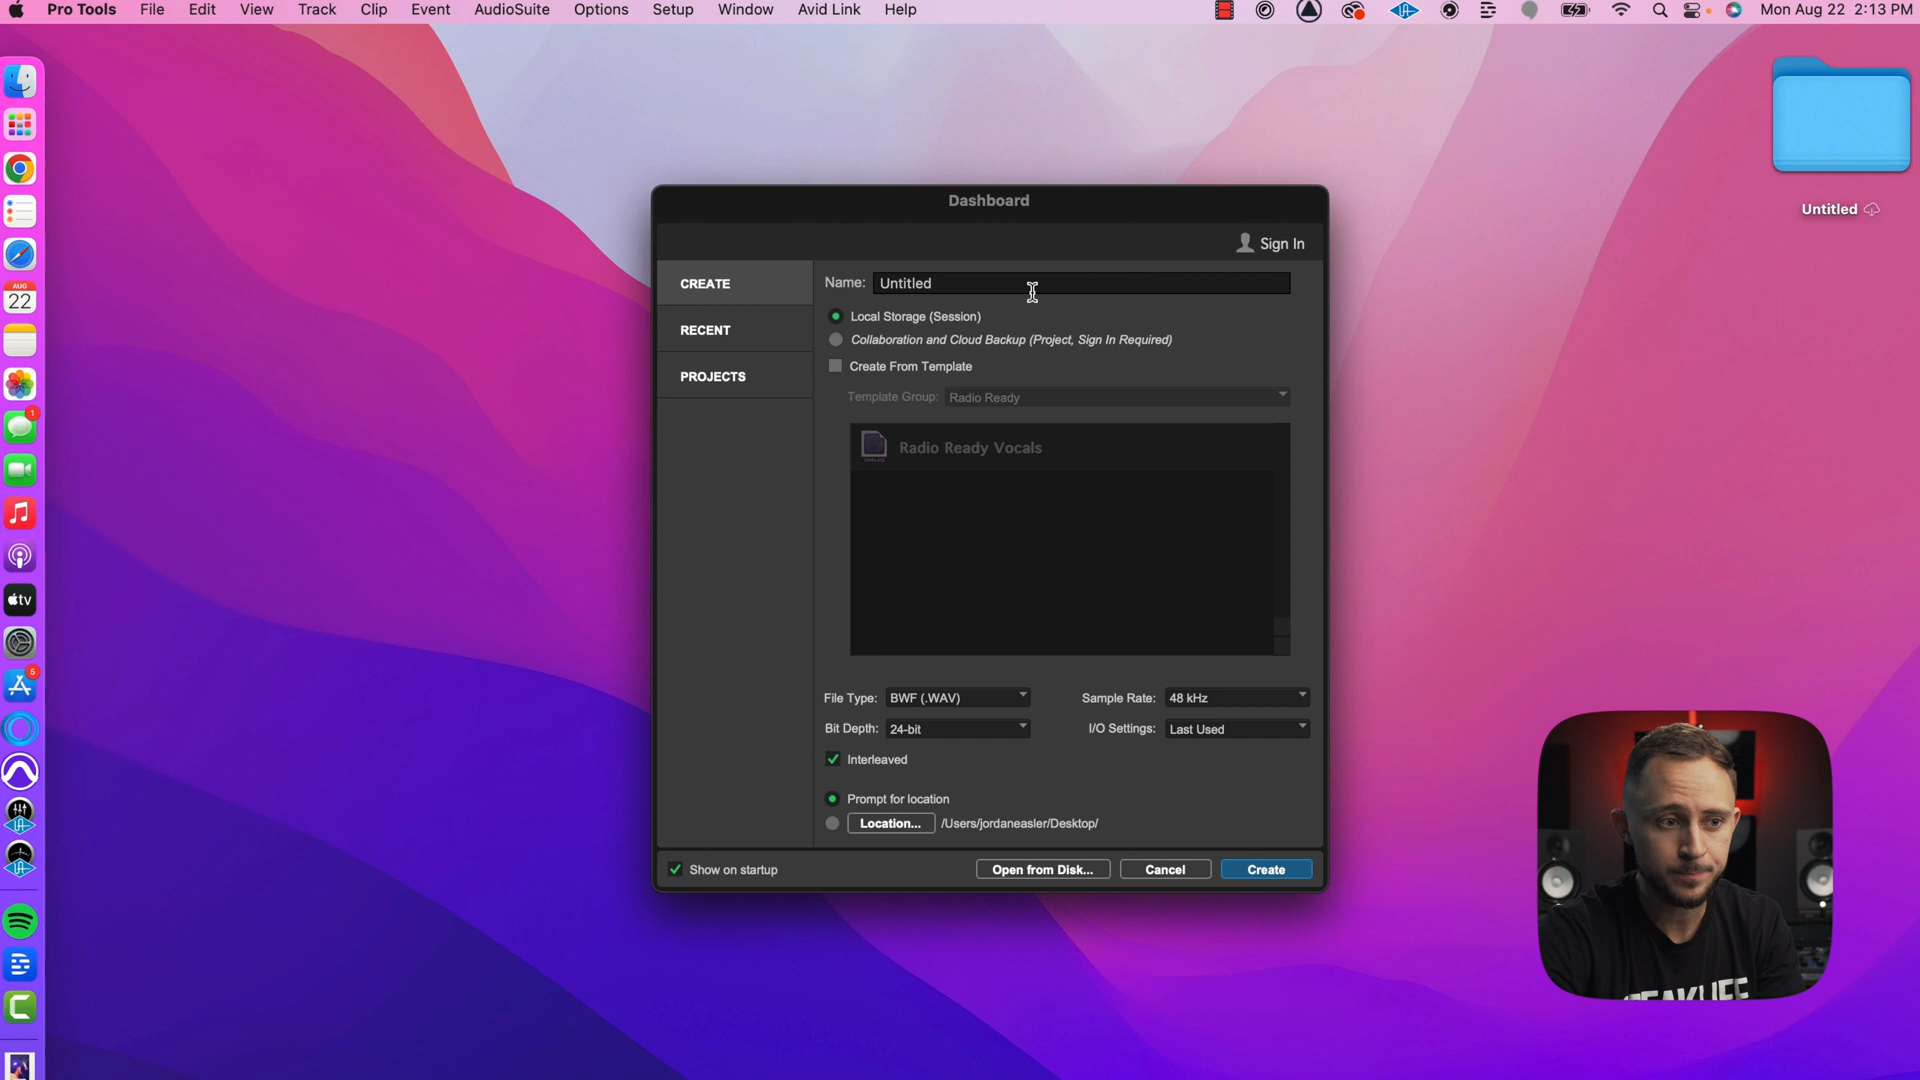 Pro Tools File Edit View Track Clip Event AudioSuite Options Setup Window Avid Link Help Mon Aug 22 2:13 PM
Dashboard
Sign In
CREATE
RECENT
PROJECTS
Name: Untitled
Local Storage (Session)
Collaboration and Cloud Backup (Project, Sign In Required)
Create From Template
Template Group: Radio Ready
TEMPLATE
Radio Ready Vocals
File Type: BWF (.WAV) Sample Rate: 48 kHz
Bit Depth: 24-bit I/O Settings: Last Used
Interleaved
Prompt for location
Location... /Users/jordaneasler/Desktop/
Show on startup Open from Disk... Cancel Create
Untitled
AUG
22
1
tv
5